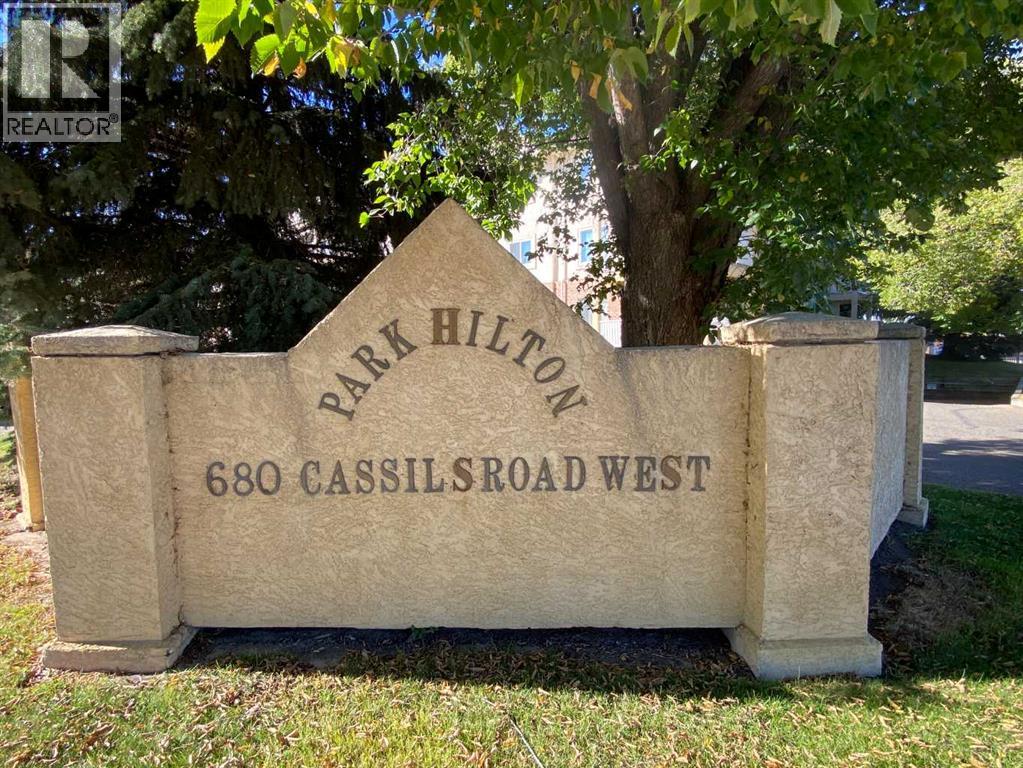 R
REALTOR®
PARK HILTON
680 CASSILS ROAD WEST